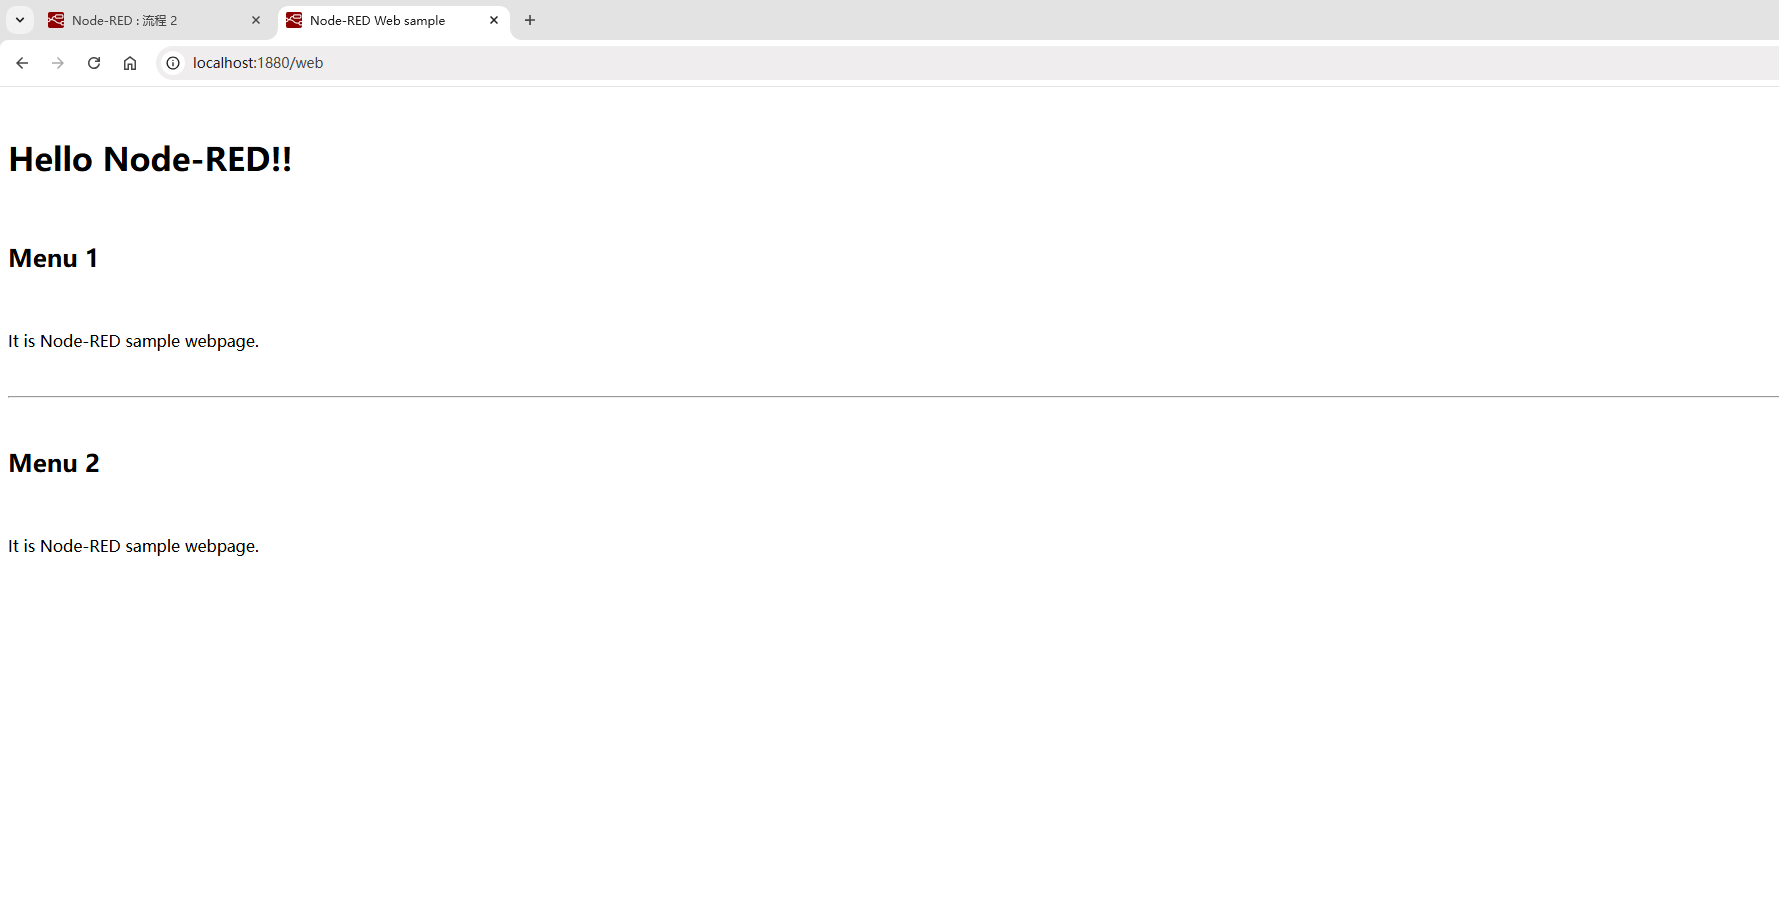 Node-RED : 流程 2
Node-RED Web sample
localhost:1880/web
Hello Node-RED!!
Menu 1
It is Node-RED sample webpage.
Menu 2
It is Node-RED sample webpage.